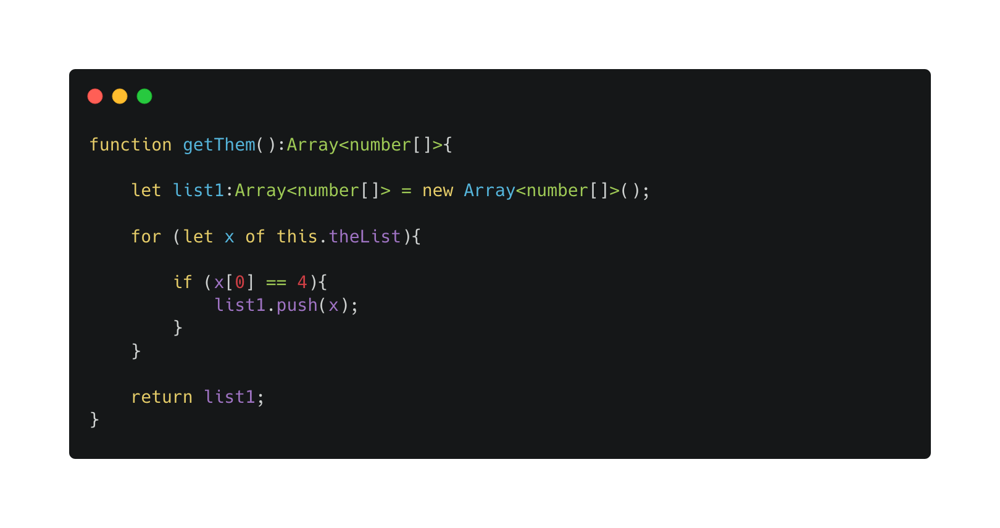 function getThem():Array<number[]>{
    let list1:Array<number[]> = new Array<number[]>();
    for (let x of this.theList){
        if (x[0] == 4){
            list1.push(x);
        }
    }
    return list1;
}